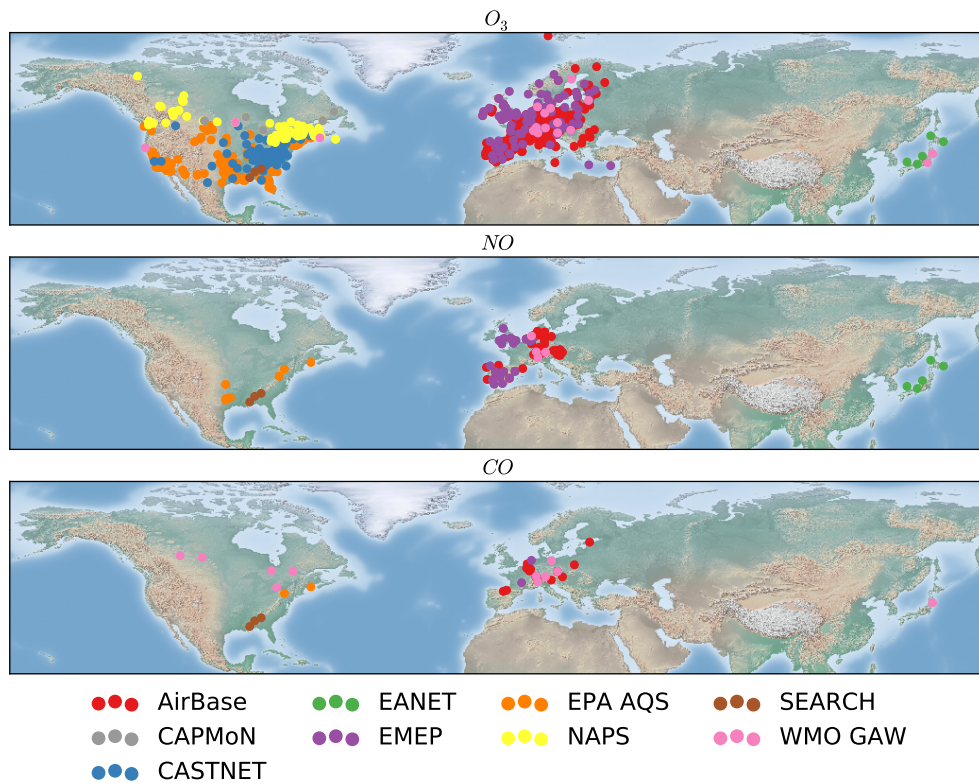 O3
NO
CO
AirBase EANET EPA AQS SEARCH
CAPMoN EMEP NAPS WMO GAW
CASTNET